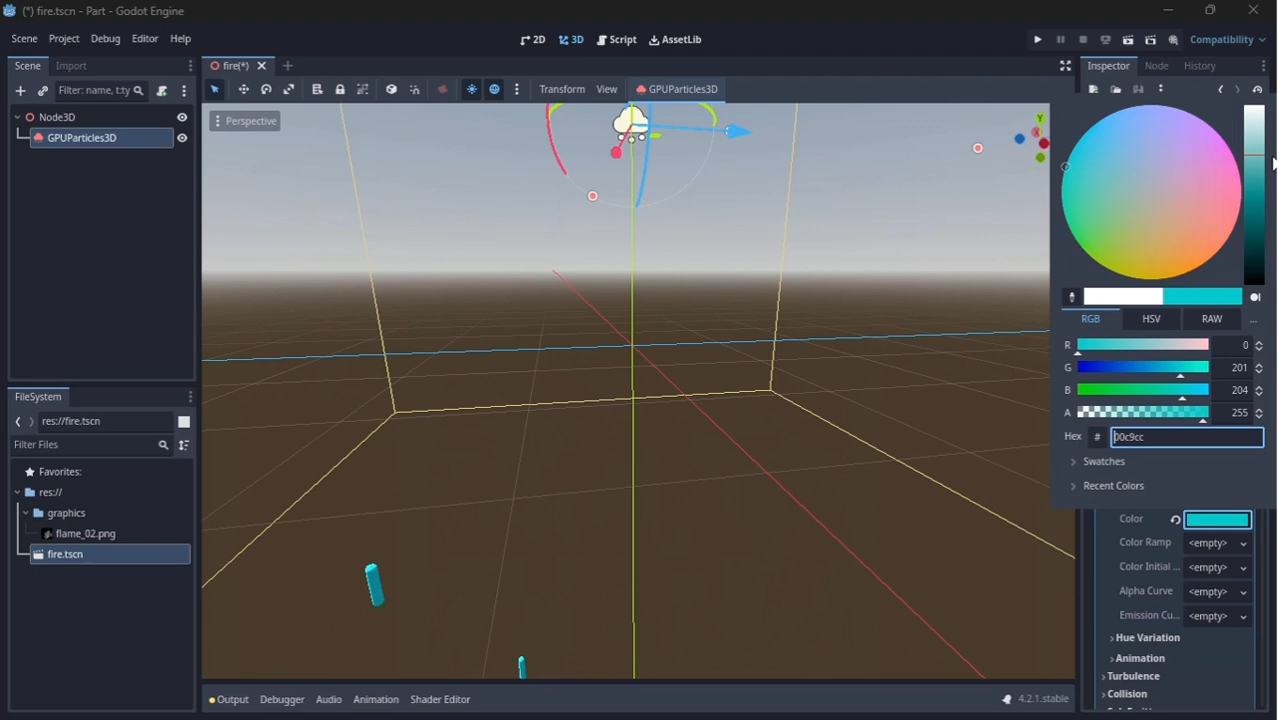 (*) fire.tscn - Part - Godot Engine
Scene Project Debug Editor Help
2D 3D Script AssetLib
Compatibility
Scene Import
fire(*)
Inspector Node History
Filter: name, t:ty
Transform View GPUParticles3D
Node3D
GPUParticles3D
Perspective
Y
X
RGB HSV RAW ...
R 0
G 201
B 204
A 255
Hex # 00c9cc
Swatches
Recent Colors
FileSystem
res://fire.tscn
Filter Files
Favorites:
res://
graphics
flame_02.png
fire.tscn
Color
Color Ramp <empty>
Color Initial ... <empty>
Alpha Curve <empty>
Emission Cu... <empty>
Hue Variation
Animation
Turbulence
Collision
Output Debugger Audio Animation Shader Editor
4.2.1.stable